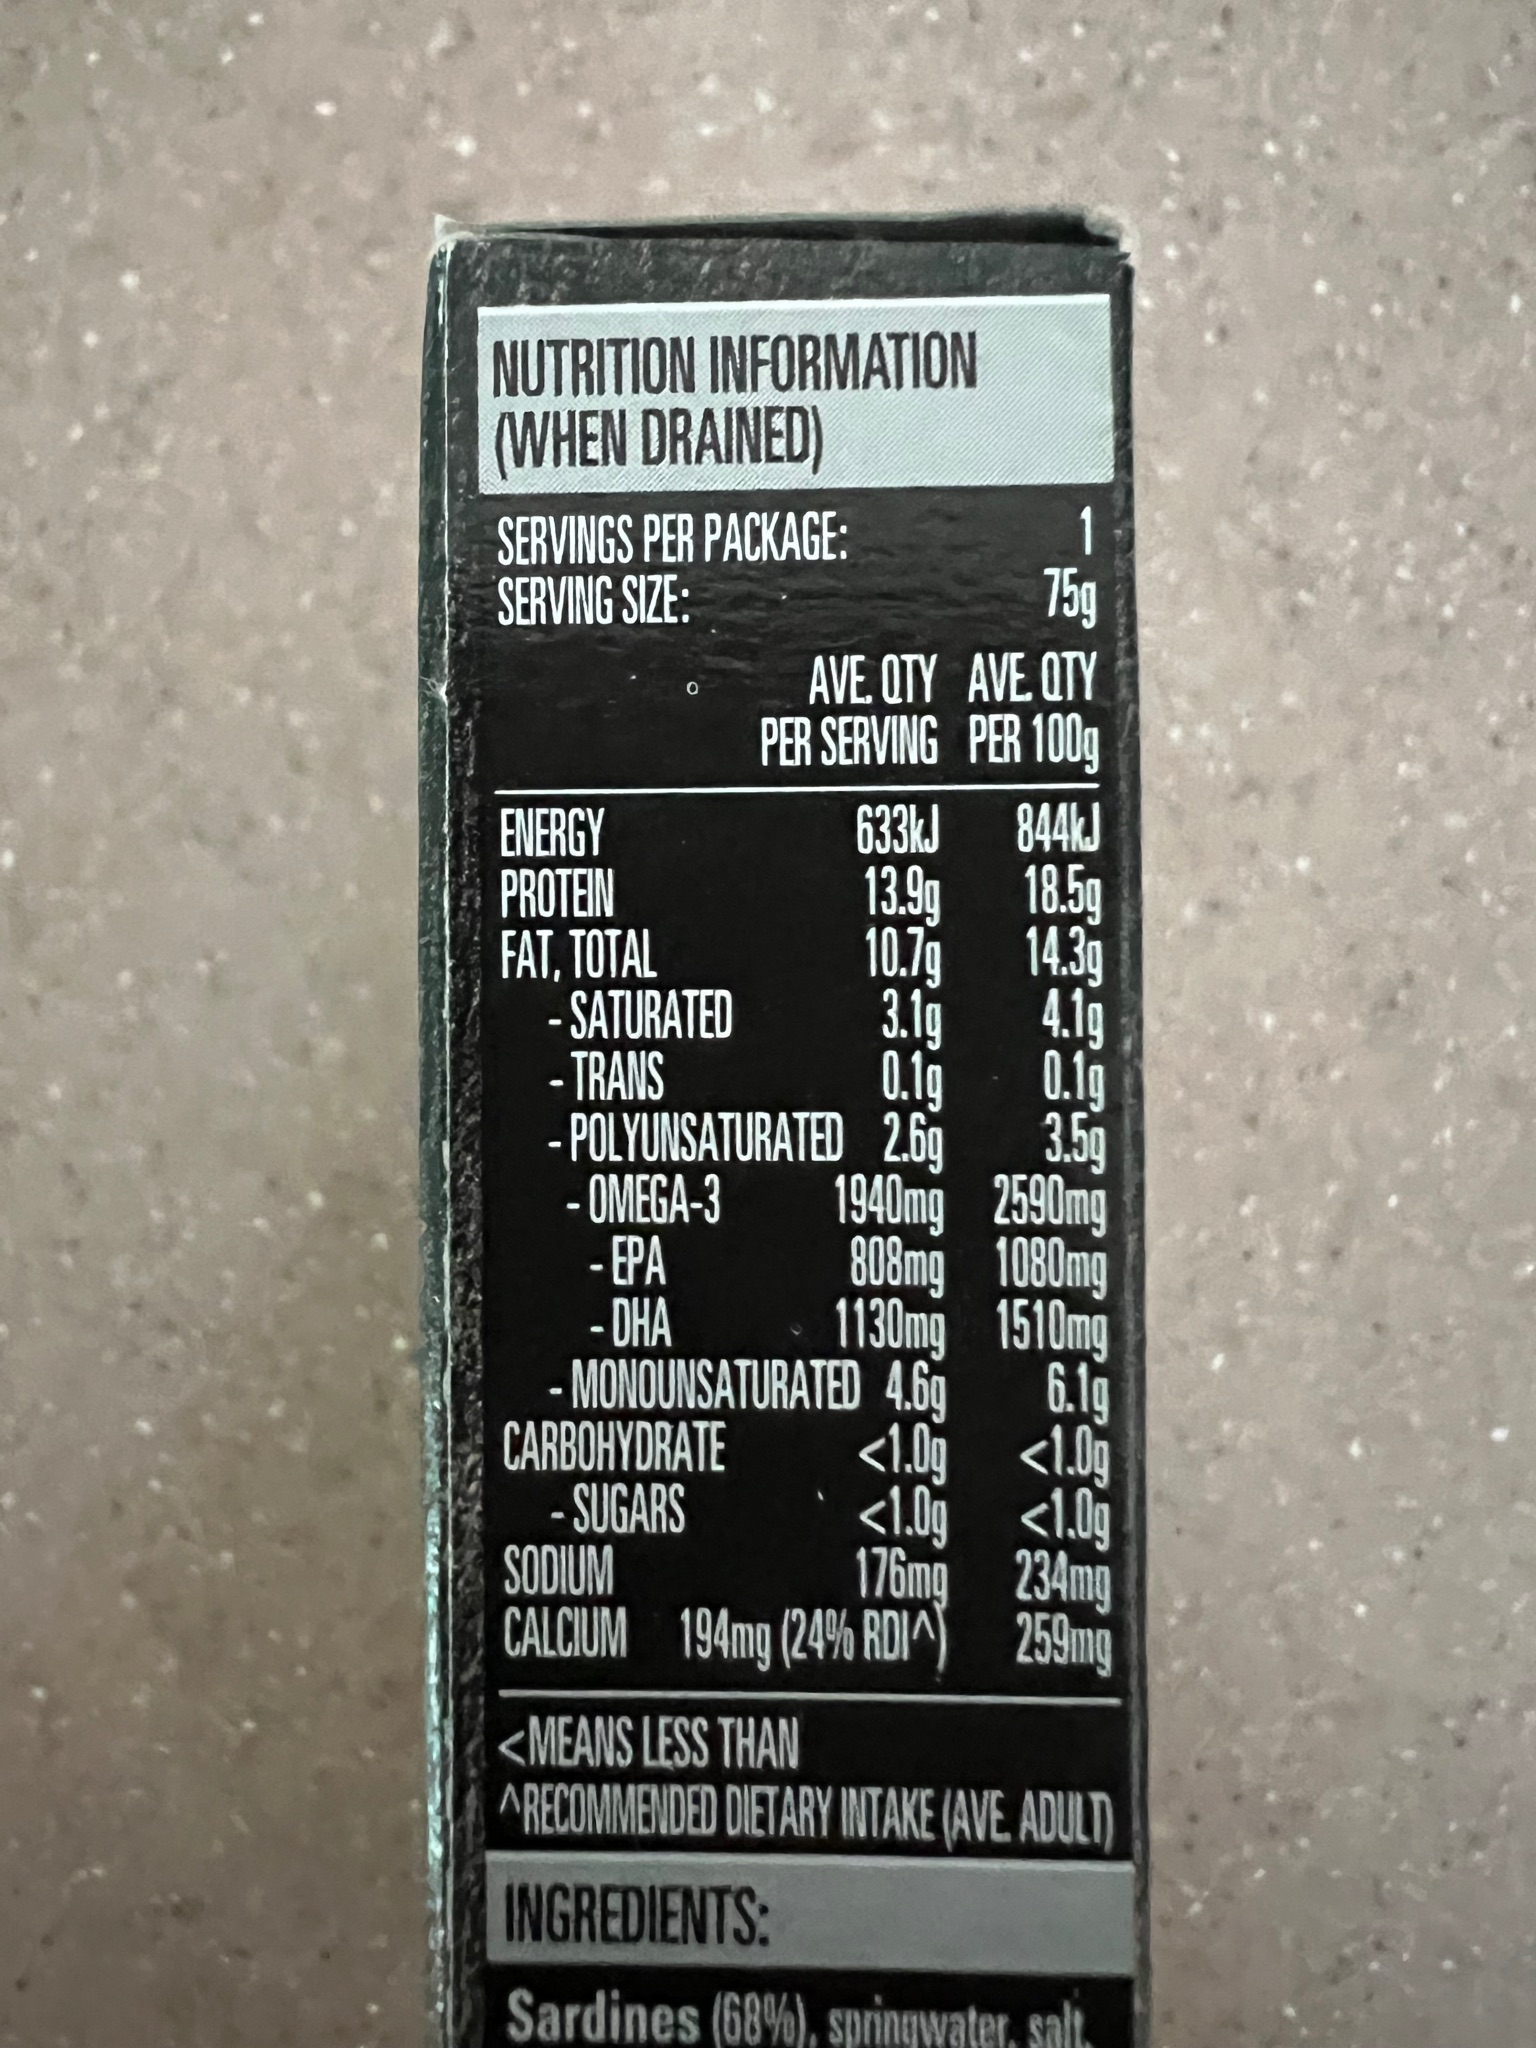 NUTRITION INFORMATION
(WHEN DRAINED)
SERVINGS PER PACKAGE: 1
SERVING SIZE: 75g
AVE. QTY AVE. QTY
PER SERVING PER 100g
ENERGY 633kJ 844kJ
PROTEIN 13.9g 18.5g
FAT, TOTAL 10.7g 14.3g
- SATURATED 3.1g 4.1g
- TRANS 0.1g 0.1g
- POLYUNSATURATED 2.6g 3.5g
- OMEGA-3 1940mg 2590mg
- EPA 808mg 1080mg
- DHA 1130mg 1510mg
- MONOUNSATURATED 4.6g 6.1g
CARBOHYDRATE <1.0g <1.0g
- SUGARS <1.0g <1.0g
SODIUM 176mg 234mg
CALCIUM 194mg (24% RDI^) 259mg
<MEANS LESS THAN
^RECOMMENDED DIETARY INTAKE (AVE. ADULT)
INGREDIENTS:
Sardines (68%), springwater, salt.